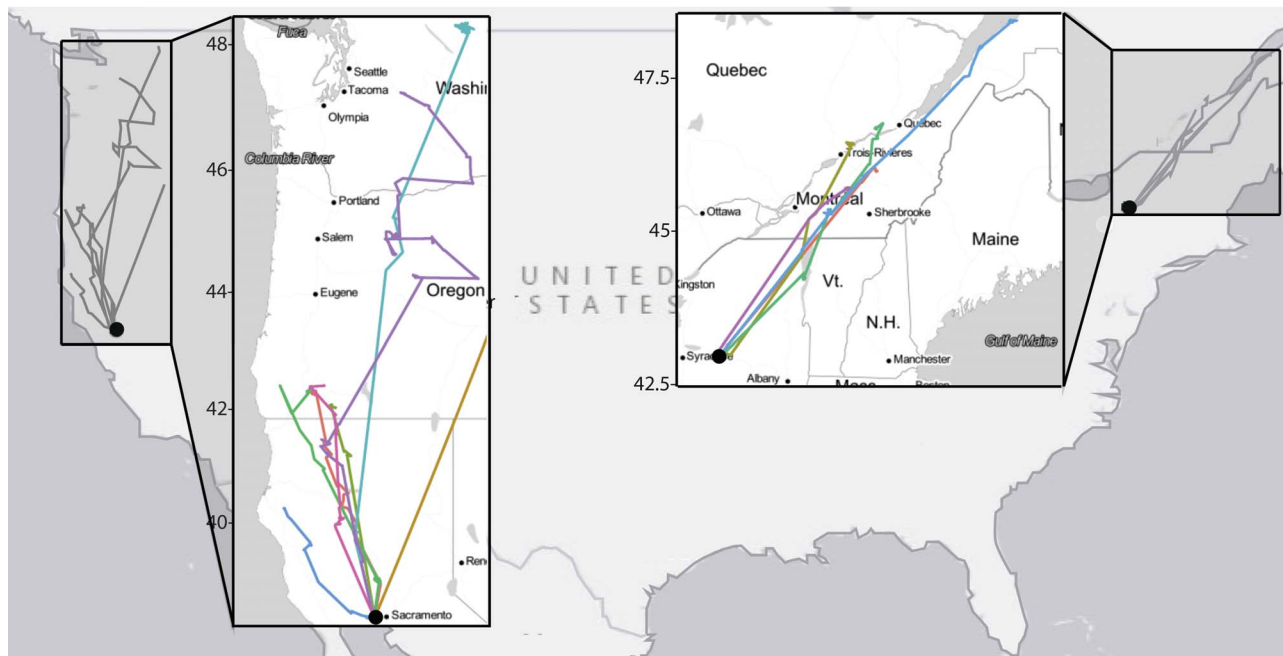 Fuca
48
Seattle
Tacoma
Washi
Olympia
Columbia River
46
Portland
Salem
44
Eugene
Oregon
42
40
Ren
Sacramento
UNITED
STATES
47.5
Quebec
Quebec
Trois-Rivieres
Montreal
Ottawa
Sherbrooke
45
Maine
Kingston
Vt.
N.H.
Gulf of Maine
Syracuse
Manchester
Albany
42.5
Mass
Boston